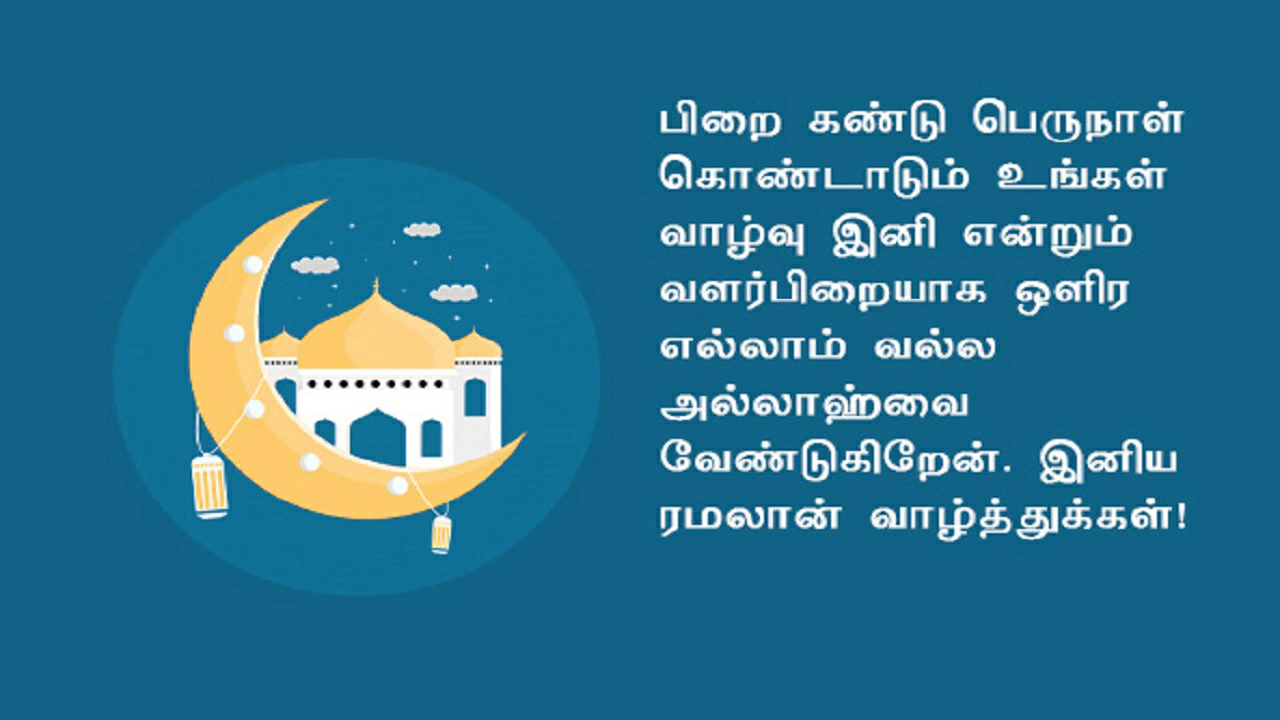 பிறை கண்டு பெருநாள்
கொண்டாடும் உங்கள்
வாழ்வு இனி என்றும்
வளர்பிறையாக ஒளிர
எல்லாம் வல்ல
அல்லாஹ்வை
வேண்டுகிறேன். இனிய
ரமலான் வாழ்த்துக்கள்!